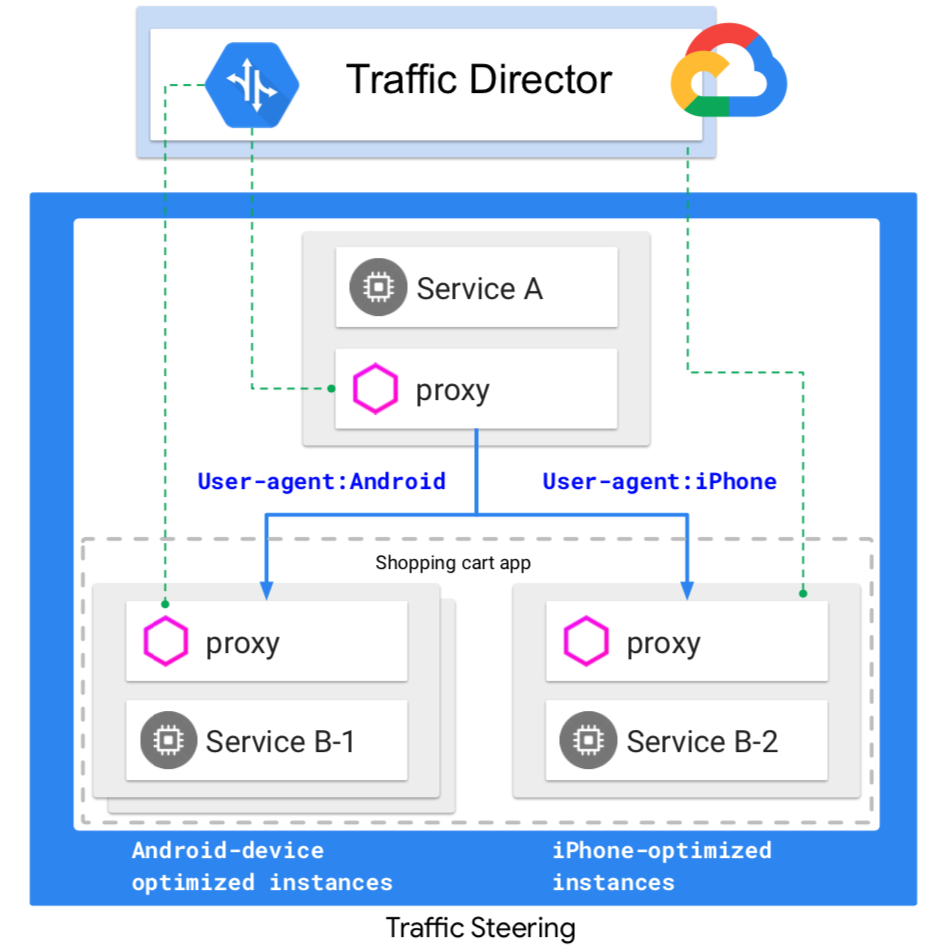 Traffic Director
Service A
proxy
User-agent:Android
User-agent:iPhone
Shopping cart app
proxy
proxy
Service B-1
Service B-2
Android-device
optimized instances
iPhone-optimized
instances
Traffic Steering